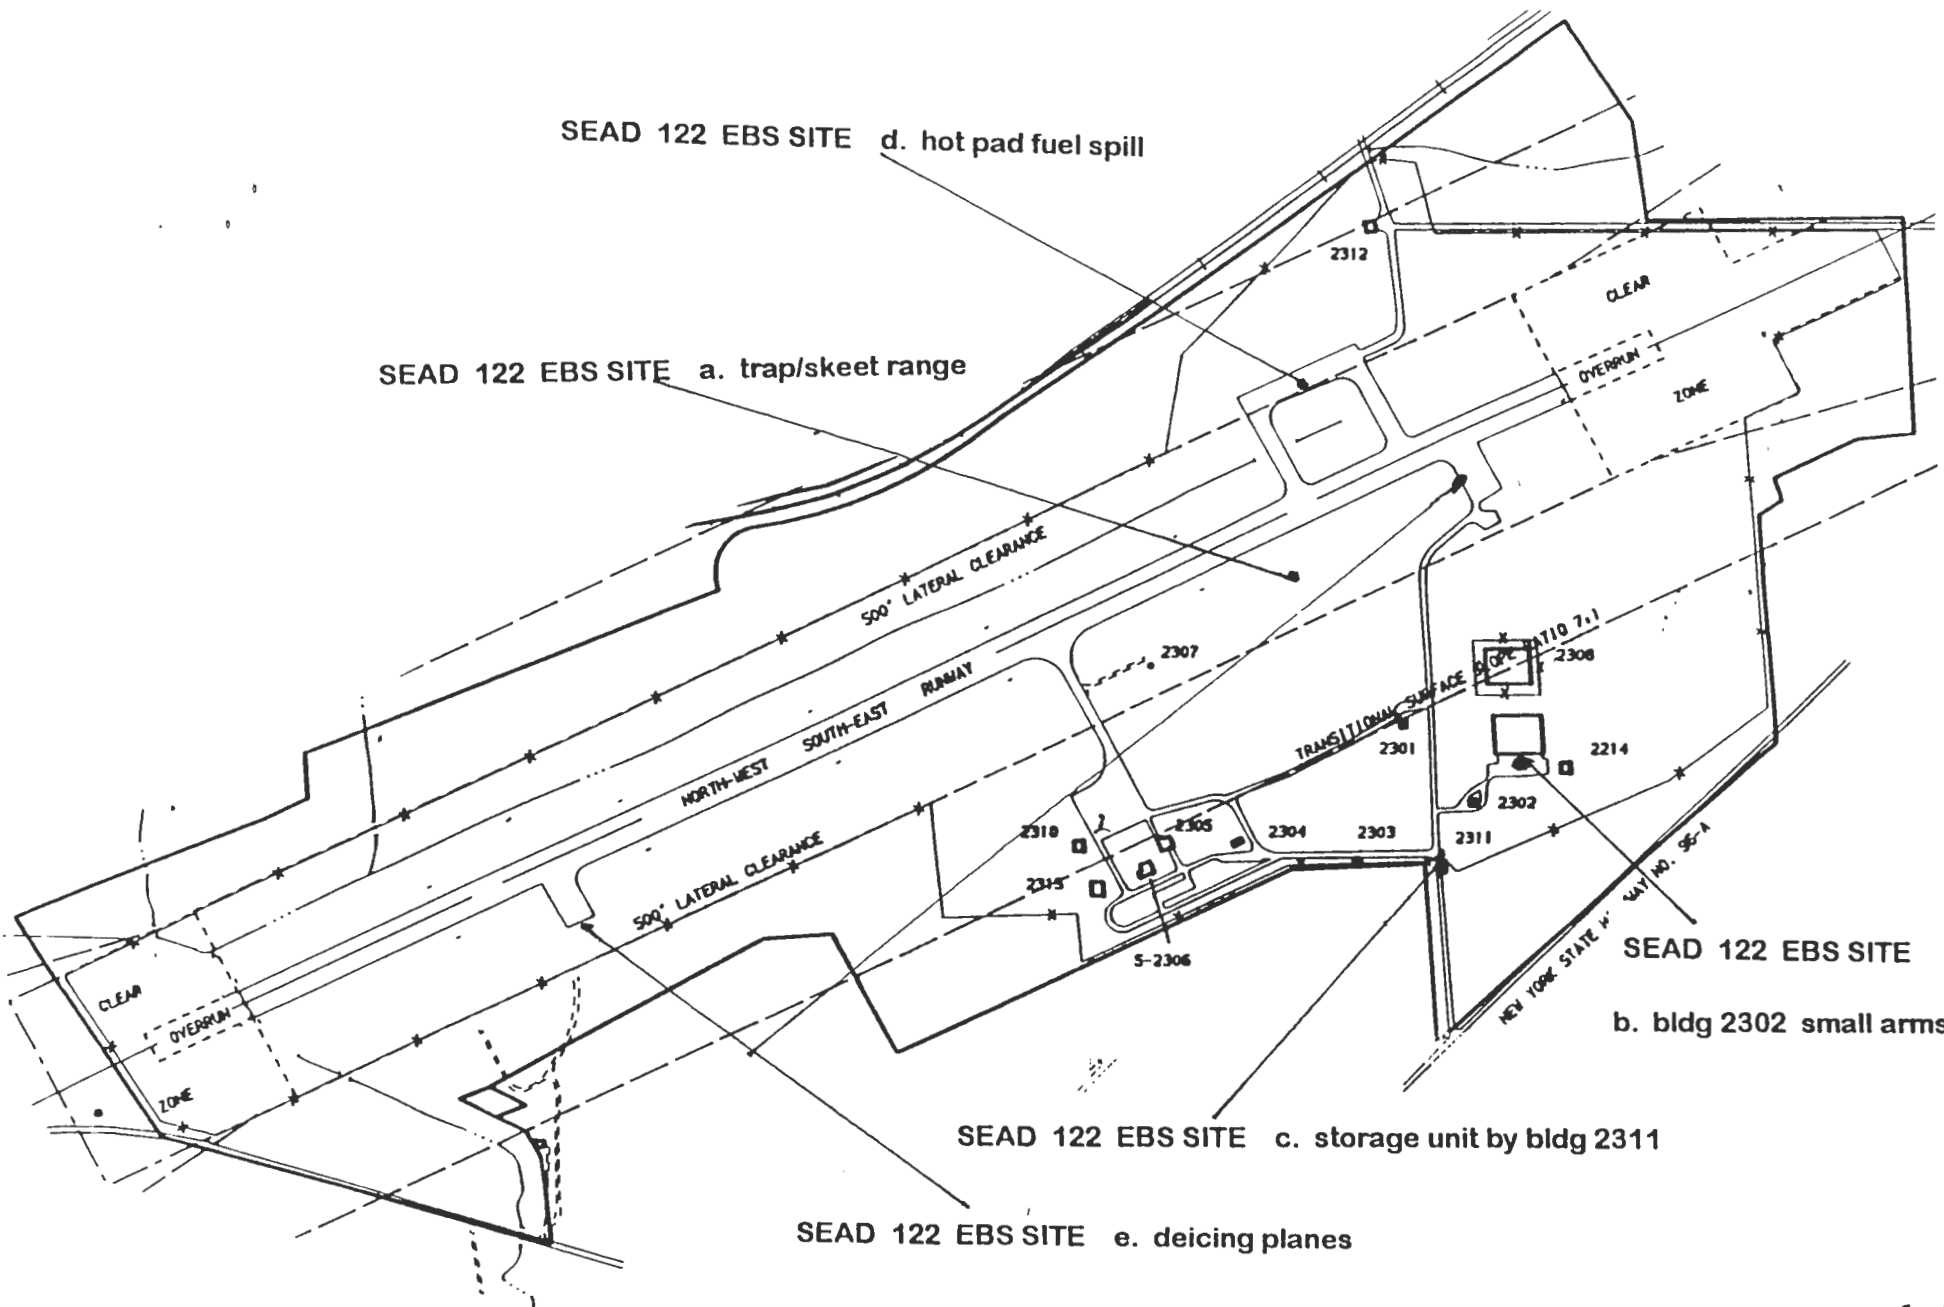 SEAD 122 EBS SITE d. hot pad fuel spill
2312
CLEAR
SEAD 122 EBS SITE a. trap/skeet range
OVERRUN
ZONE
500' LATERAL CLEARANCE
2307
2308
TRANSITIONAL SURFACE SLOPE RATIO 7:1
NORTH-WEST SOUTH-EAST RUNWAY
2301
2214
2302
2310
2305
2304
2303
2311
500' LATERAL CLEARANCE
2315
S-2306
NEW YORK STATE WAY NO. 96-A
SEAD 122 EBS SITE
b. bldg 2302 small arms
CLEAR
OVERRUN
ZONE
SEAD 122 EBS SITE c. storage unit by bldg 2311
SEAD 122 EBS SITE e. deicing planes